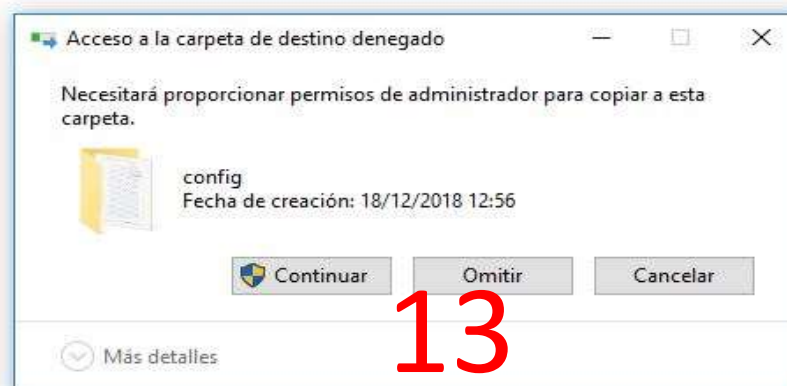 Acceso a la carpeta de destino denegado
Necesitará proporcionar permisos de administrador para copiar a esta
carpeta.
config
Fecha de creación: 18/12/2018 12:56
Continuar Omitir Cancelar
13
Más detalles